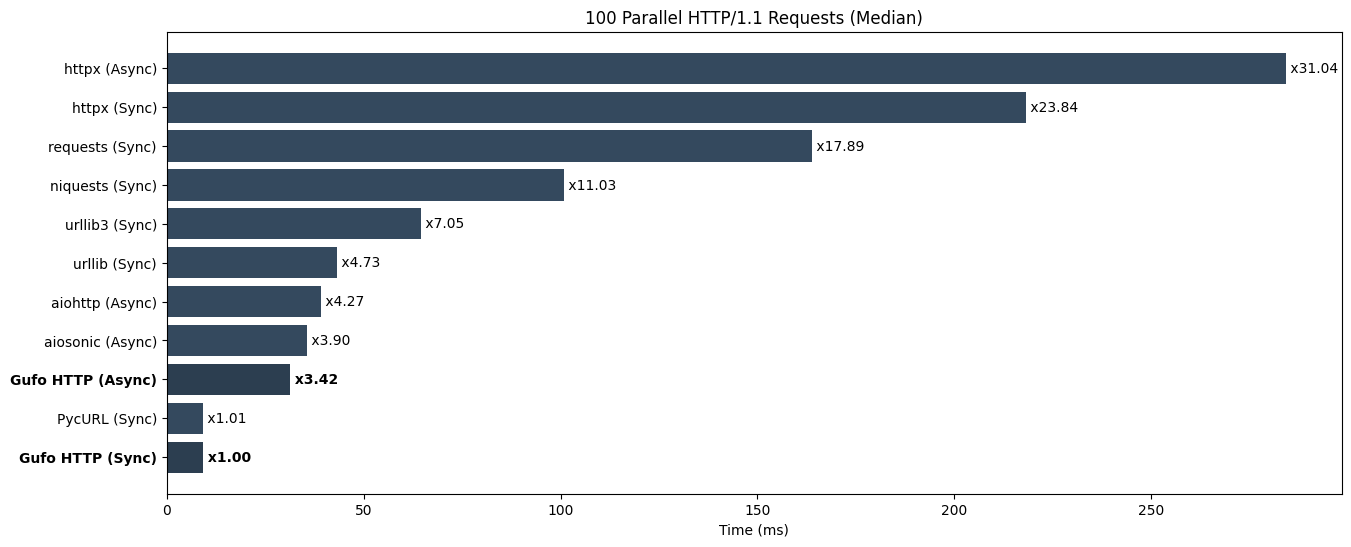 100 Parallel HTTP/1.1 Requests (Median)
httpx (Async) x31.04
httpx (Sync) x23.84
requests (Sync) x17.89
niquests (Sync) x11.03
urllib3 (Sync) x7.05
urllib (Sync) x4.73
aiohttp (Async) x4.27
aiosonic (Async) x3.90
Gufo HTTP (Async) x3.42
PycURL (Sync) x1.01
Gufo HTTP (Sync) x1.00
0 50 100 150 200 250
Time (ms)